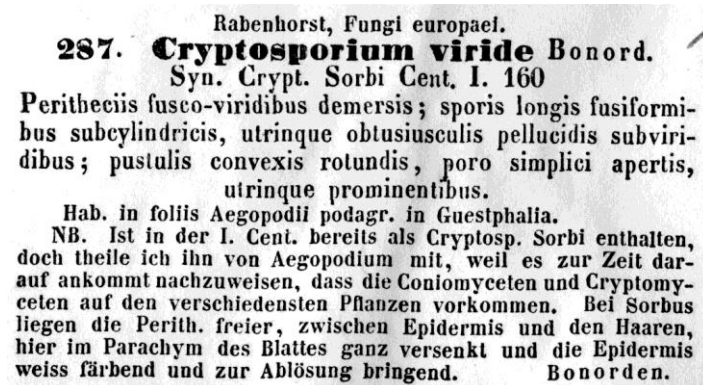 Rabenhorst, Fungi europaei.
287. Cryptosporium viride Bonord.
Syn. Crypt. Sorbi Cent. I. 160
Peritheciis fusco-viridibus demersis; sporis longis fusiformi-
bus subcylindricis, utrinque obtusiusculis pellucidis subviri-
dibus; pustulis convexis rotundis, poro simplici apertis,
utrinque prominentibus.
Hab. in foliis Aegopodii podagr. in Guestphalia.
NB. Ist in der I. Cent. bereits als Cryptosp. Sorbi enthalten,
doch theile ich ihn von Aegopodium mit, weil es zur Zeit dar-
auf ankommt nachzuweisen, dass die Coniomyceten und Cryptomy-
ceten auf den verschiedensten Pflanzen vorkommen. Bei Sorbus
liegen die Perith. freier, zwischen Epidermis und den Haaren,
hier im Parachym des Blattes ganz versenkt und die Epidermis
weiss färbend und zur Ablösung bringend. Bonorden.